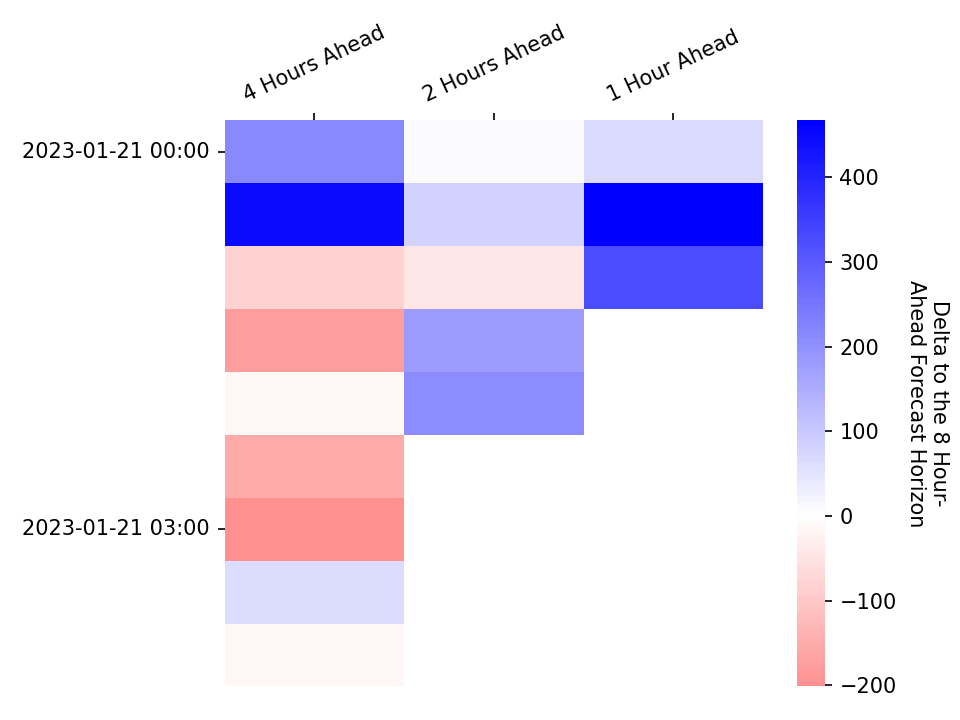 4 Hours Ahead
2 Hours Ahead
1 Hour Ahead
2023-01-21 00:00
2023-01-21 03:00
400
300
200
100
0
−100
−200
Delta to the 8 Hour-
Ahead Forecast Horizon